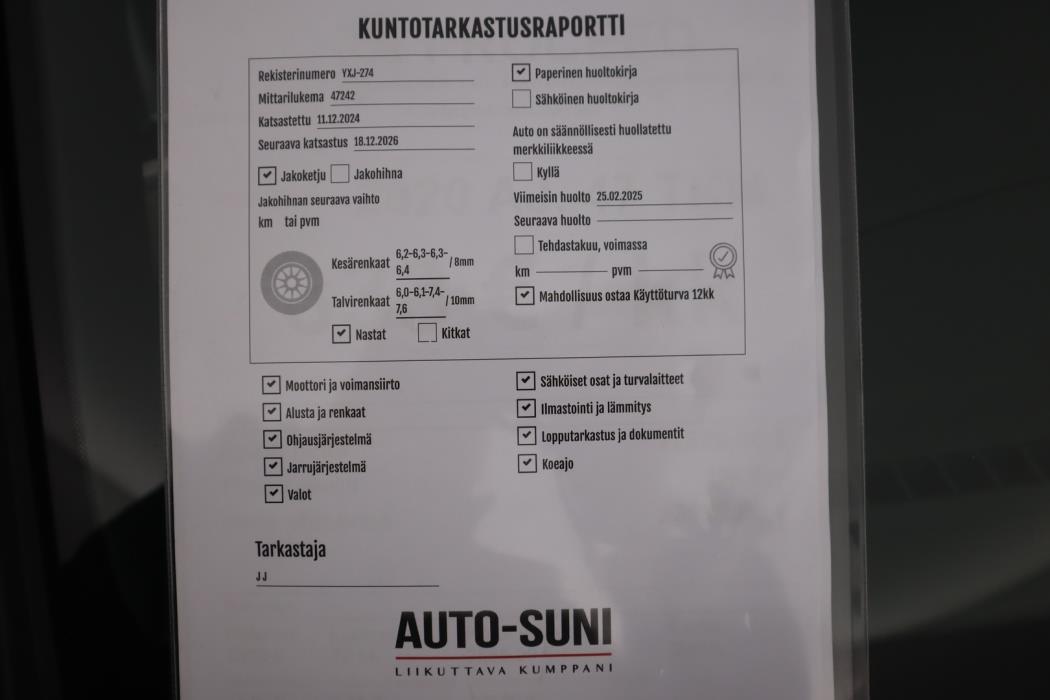 KUNTOTARKASTUSRAPORTTI
Rekisterinumero YXJ-274
Mittarilukema 47242
Katsastettu 11.12.2024
Seuraava katsastus 18.12.2026
Jakoketju Jakohihna
Jakohihnan seuraava vaihto
km tai pvm
Kesärenkaat 6,2-6,3-6,3-6,4 / 8mm
Talvirenkaat 6,0-6,1-7,4-7,6 / 10mm
Nastat Kitkat
Paperinen huoltokirja
Sähköinen huoltokirja
Auto on säännöllisesti huollatettu
merkkiliikkeessä
Kyllä
Viimeisin huolto 25.02.2025
Seuraava huolto
Tehdastakuu, voimassa
km pvm
Mahdollisuus ostaa Käyttöturva 12kk
Moottori ja voimansiirto
Alusta ja renkaat
Ohjausjärjestelmä
Jarrujärjestelmä
Valot
Sähköiset osat ja turvalaitteet
Ilmastointi ja lämmitys
Lopputarkastus ja dokumentit
Koeajo
Tarkastaja
JJ
AUTO-SUNI
LIIKUTTAVA KUMPPANI